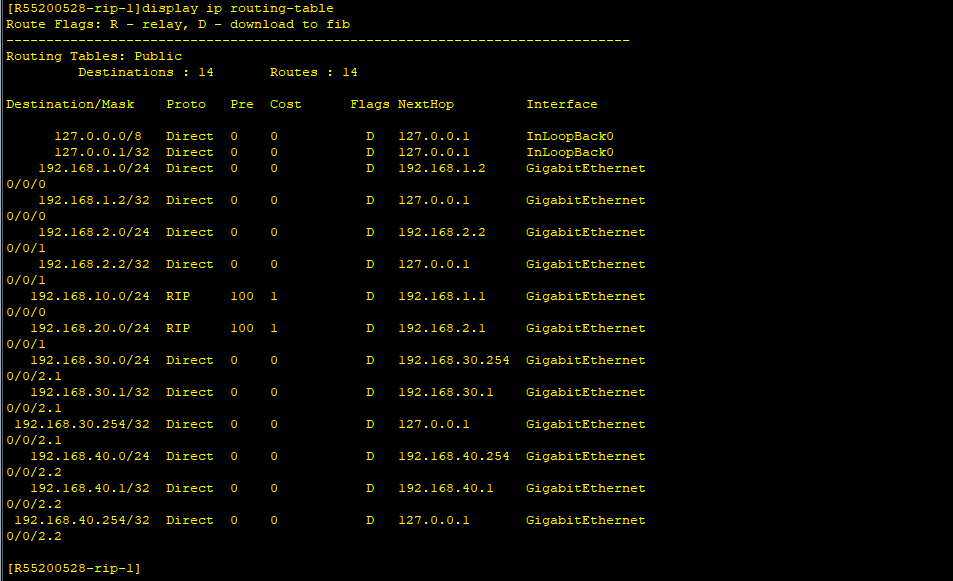 [R55200528-rip-1]display ip routing-table
Route Flags: R - relay, D - download to fib
------------------------------------------------------------------------------
Routing Tables: Public
         Destinations : 14       Routes : 14

Destination/Mask    Proto   Pre  Cost      Flags NextHop         Interface

      127.0.0.0/8   Direct  0    0           D   127.0.0.1       InLoopBack0
      127.0.0.1/32  Direct  0    0           D   127.0.0.1       InLoopBack0
    192.168.1.0/24  Direct  0    0           D   192.168.1.2     GigabitEthernet
0/0/0
    192.168.1.2/32  Direct  0    0           D   127.0.0.1       GigabitEthernet
0/0/0
    192.168.2.0/24  Direct  0    0           D   192.168.2.2     GigabitEthernet
0/0/1
    192.168.2.2/32  Direct  0    0           D   127.0.0.1       GigabitEthernet
0/0/1
   192.168.10.0/24  RIP     100  1           D   192.168.1.1     GigabitEthernet
0/0/0
   192.168.20.0/24  RIP     100  1           D   192.168.2.1     GigabitEthernet
0/0/1
   192.168.30.0/24  Direct  0    0           D   192.168.30.254  GigabitEthernet
0/0/2.1
   192.168.30.1/32  Direct  0    0           D   192.168.30.1    GigabitEthernet
0/0/2.1
 192.168.30.254/32  Direct  0    0           D   127.0.0.1       GigabitEthernet
0/0/2.1
   192.168.40.0/24  Direct  0    0           D   192.168.40.254  GigabitEthernet
0/0/2.2
   192.168.40.1/32  Direct  0    0           D   192.168.40.1    GigabitEthernet
0/0/2.2
 192.168.40.254/32  Direct  0    0           D   127.0.0.1       GigabitEthernet
0/0/2.2

[R55200528-rip-1]